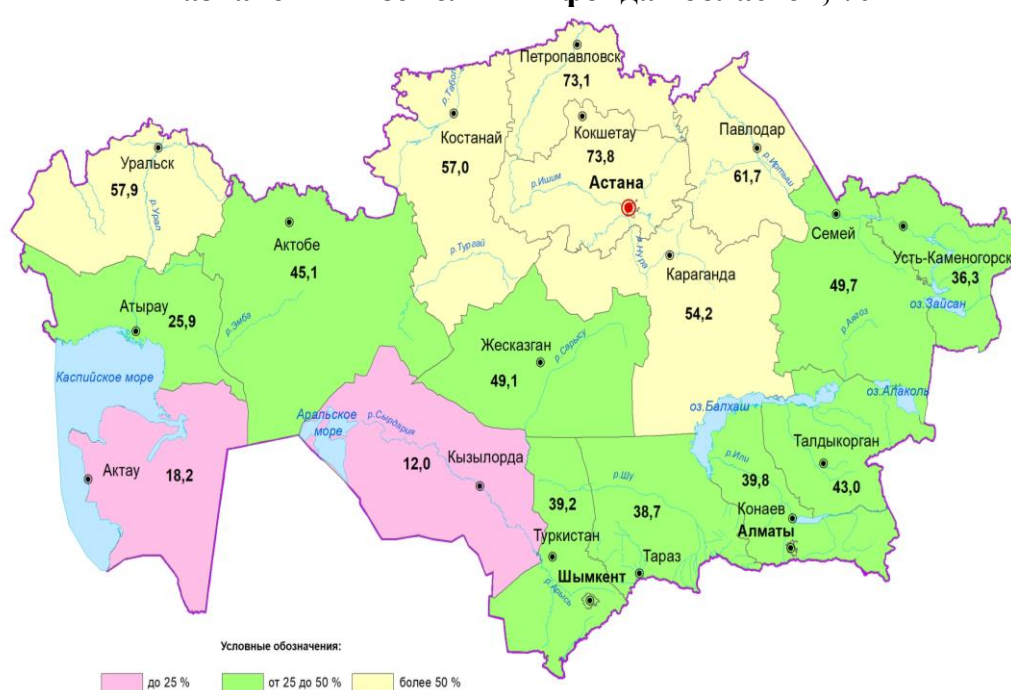 Петропавловск
73,1
р.Тобол
Костанай
57,0
Кокшетау
73,8
р.Ишим
Астана
Павлодар
р.Иртыш
61,7
Уральск
57,9
р.Урал
Актобе
45,1
р.Тургай
р.Нура
Караганда
54,2
Семей
49,7
Усть-Каменогорск
36,3
оз.Зайсан
р.Аягоз
Атырау
25,9
р.Эмба
Жесказган
49,1
р.Сарысу
Каспийское море
оз.Балхаш
оз.Алаколь
Аральское
море
р.Сырдария
12,0
Кызылорда
Актау
18,2
Талдыкорган
43,0
р.Или
39,8
Конаев
Алматы
р.Шу
39,2
38,7
Туркистан
Тараз
Шымкент
р.Арысь
Условные обозначения:
до 25 %
от 25 до 50 %
более 50 %